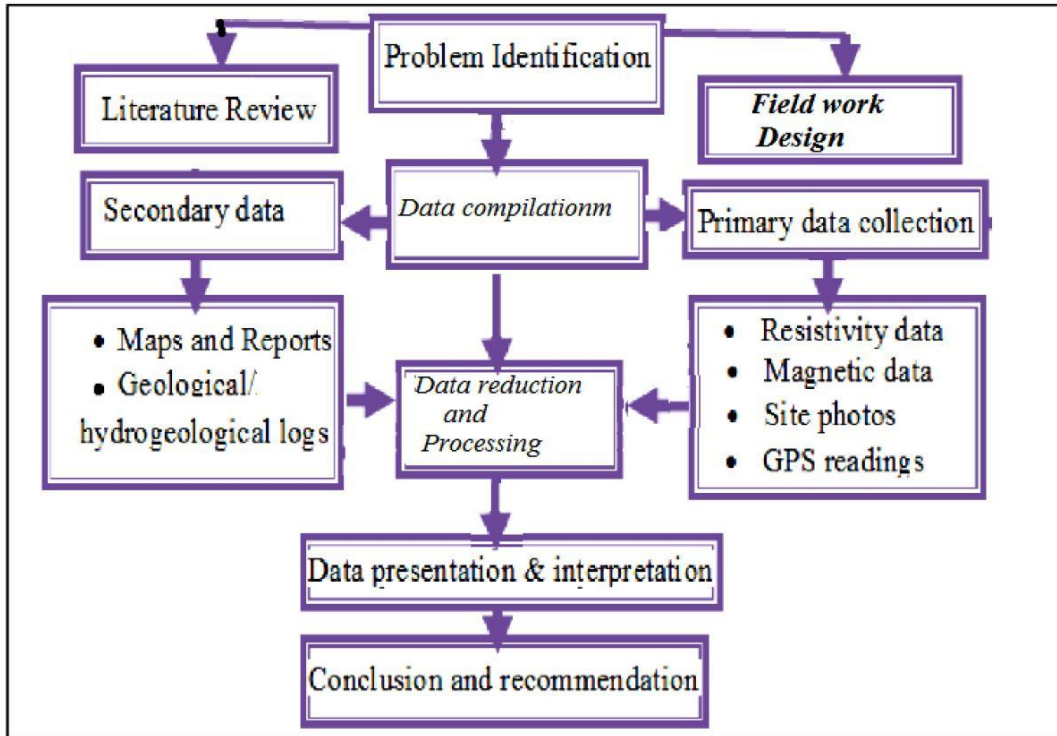 Problem Identification
Literature Review
Field work
Design
Secondary data
Data compilationm
Primary data collection
• Maps and Reports
• Geological/
hydrogeological logs
Data reduction
and
Processing
• Resistivity data
• Magnetic data
• Site photos
• GPS readings
Data presentation & interpretation
Conclusion and recommendation